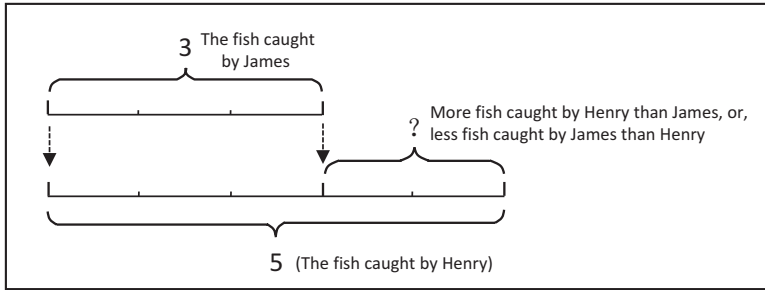 3 The fish caught
by James
? More fish caught by Henry than James, or,
less fish caught by James than Henry
5 (The fish caught by Henry)